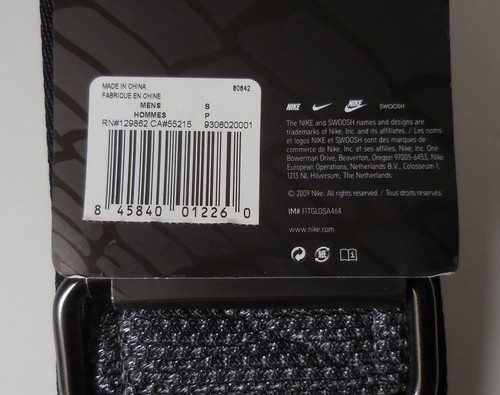 MADE IN CHINA 80842
FABRIQUE EN CHINE
MENS S
HOMMES P
RN#129862 CA#55215 9306020001
8 45840 01226 0
NIKE NIKE SWOOSH
The NIKE and SWOOSH names and designs are
trademarks of Nike, Inc. and its affiliates. / Les noms
et logos NIKE et SWOOSH sont des marques de
commerce de Nike, Inc. et ses affilies. Nike, Inc. One
Bowerman Drive, Beaverton, Oregon 97005-6453, Nike
European Operations, Netherlands B.V., Colosseum 1,
1213 NL Hilversum, The Netherlands
© 2009 Nike. All rights reserved. / Tous droits réservés.
IM# FITGLOSA464
www.nike.com